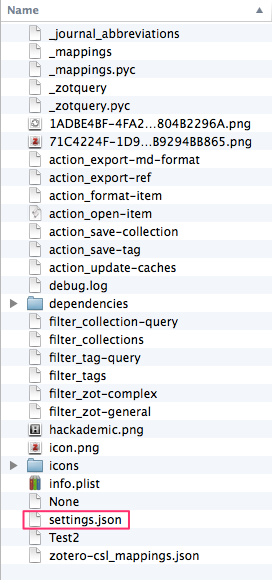 Name
_journal_abbreviations
_mappings
_mappings.pyc
_zotquery
_zotquery.pyc
1ADBE4BF-4FA2...804B2296A.png
71C4224F-1D9...B9294BB865.png
action_export-md-format
action_export-ref
action_format-item
action_open-item
action_save-collection
action_save-tag
action_update-caches
debug.log
dependencies
filter_collection-query
filter_collections
filter_tag-query
filter_tags
filter_zot-complex
filter_zot-general
hackademic.png
icon.png
icons
info.plist
None
settings.json
Test2
zotero-csl_mappings.json